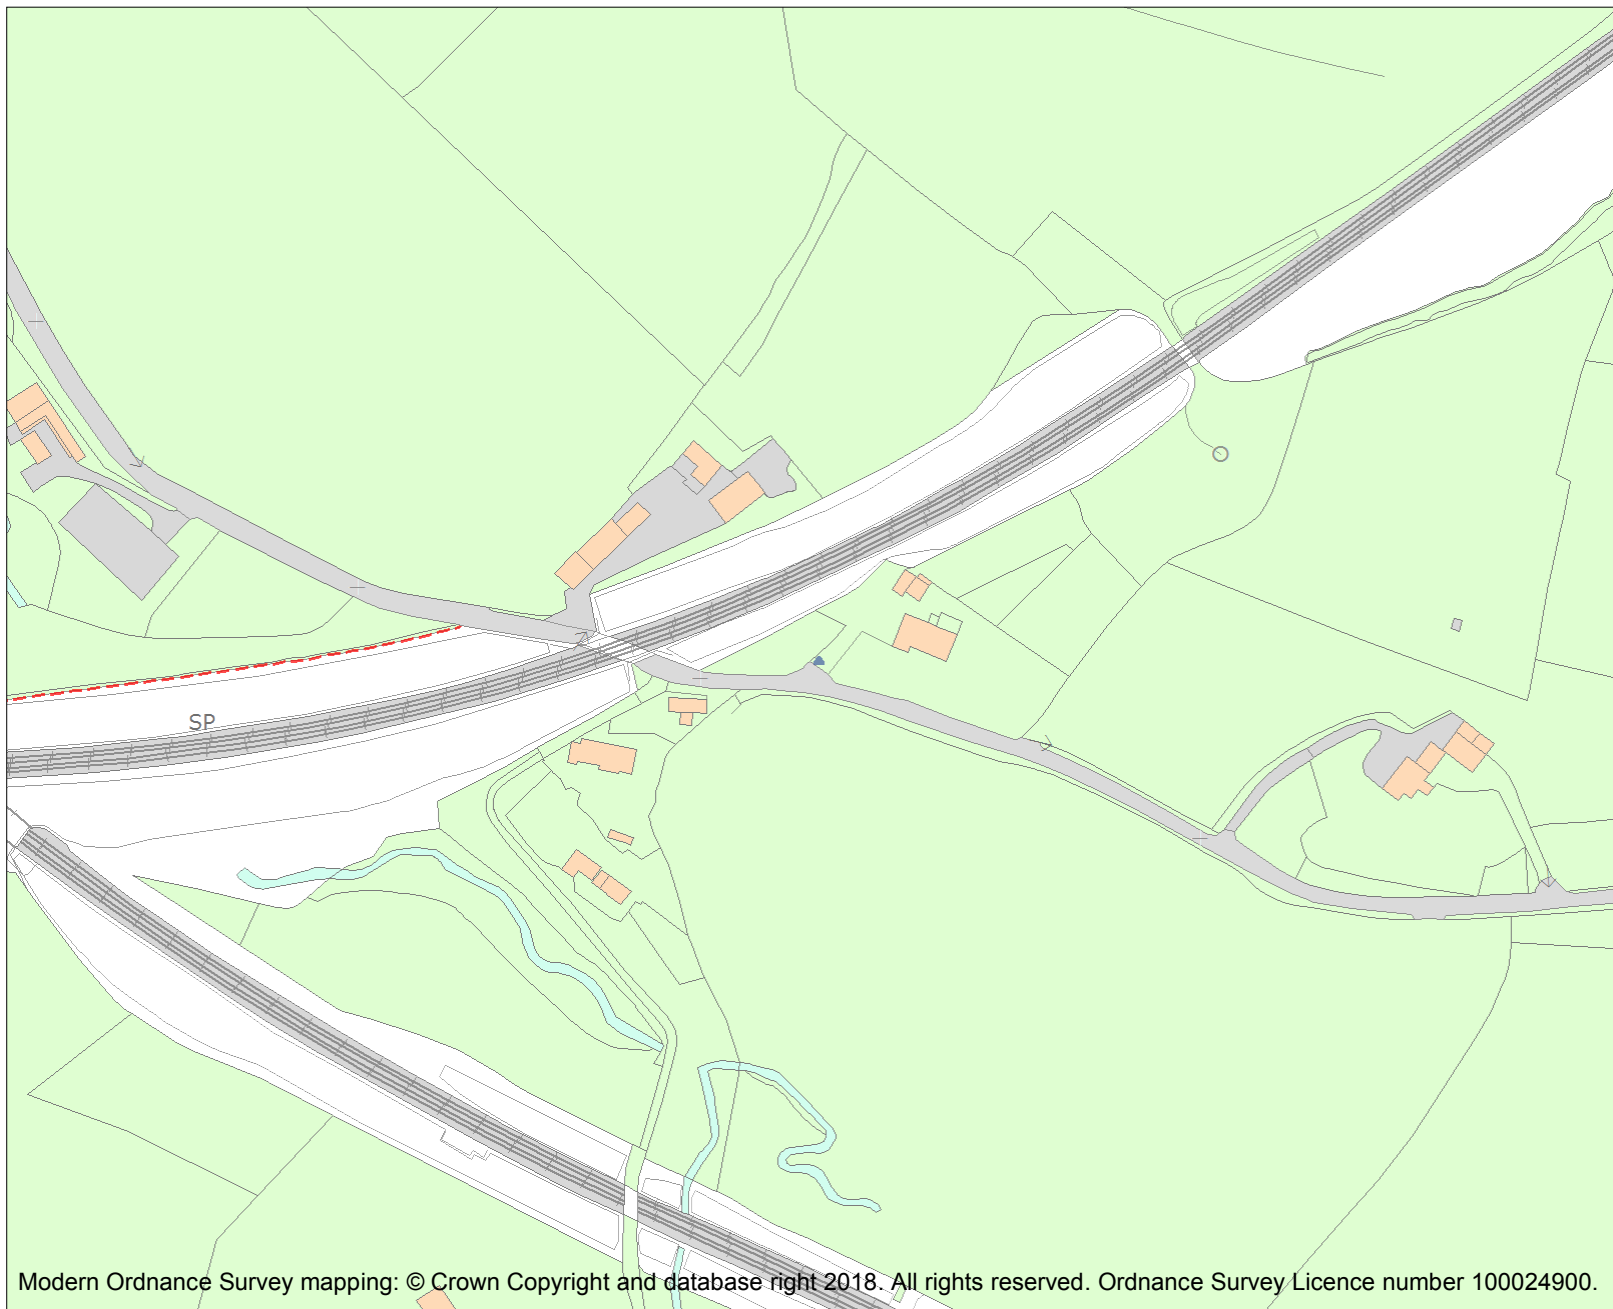 SP
Modern Ordnance Survey mapping: © Crown Copyright and database right 2018. All rights reserved. Ordnance Survey Licence number 100024900.